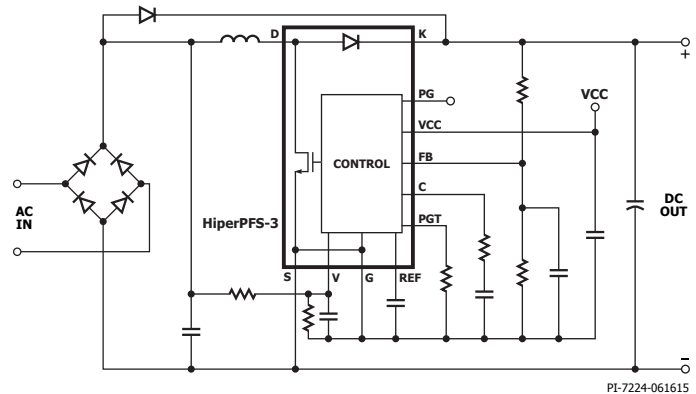 D
K
+
PG
VCC
VCC
FB
CONTROL
C
AC
IN
DC
OUT
HiperPFS-3
PGT
S
V
G
REF
–
PI-7224-061615